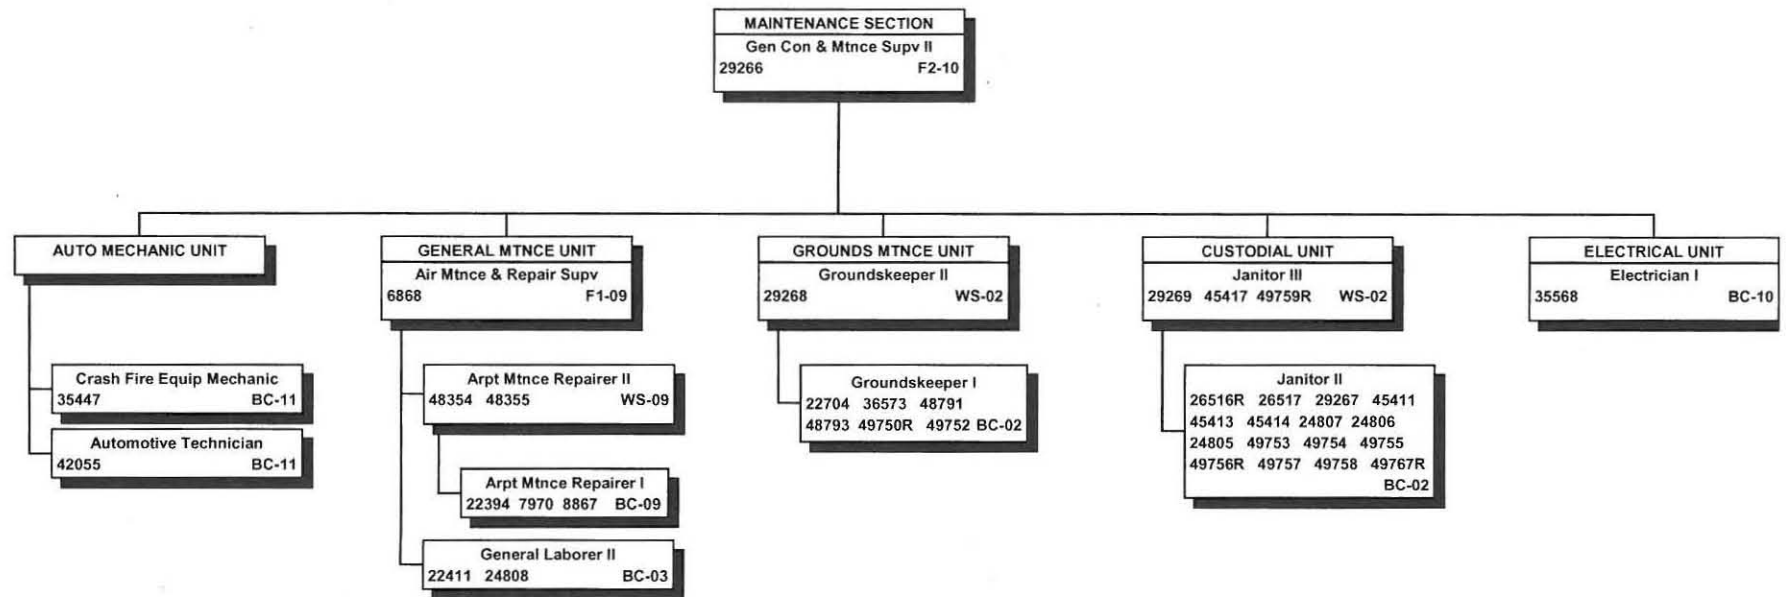 MAINTENANCE SECTION
Gen Con & Mtnce Supv II
29266 F2-10
AUTO MECHANIC UNIT
Crash Fire Equip Mechanic
35447 BC-11
Automotive Technician
42055 BC-11
GENERAL MTNCE UNIT
Air Mtnce & Repair Supv
6868 F1-09
Arpt Mtnce Repairer II
48354 48355 WS-09
Arpt Mtnce Repairer I
22394 7970 8867 BC-09
General Laborer II
22411 24808 BC-03
GROUNDS MTNCE UNIT
Groundskeeper II
29268 WS-02
Groundskeeper I
22704 36573 48791
48793 49750R 49752 BC-02
CUSTODIAL UNIT
Janitor III
29269 45417 49759R WS-02
Janitor II
26516R 26517 29267 45411
45413 45414 24807 24806
24805 49753 49754 49755
49756R 49757 49758 49767R
BC-02
ELECTRICAL UNIT
Electrician I
35568 BC-10